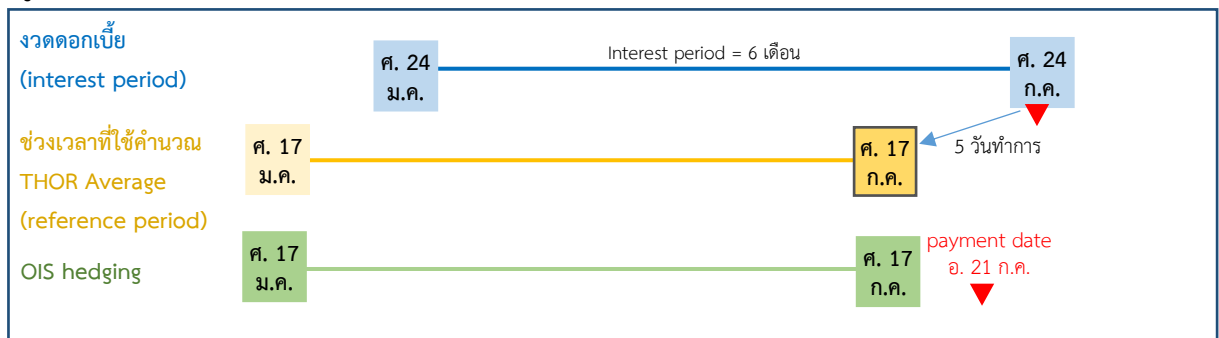 งวดดอกเบี้ย
(interest period)
ศ. 24
ม.ค.
Interest period = 6 เดือน
ศ. 24
ก.ค.
ช่วงเวลาที่ใช้คำนวณ
THOR Average
(reference period)
ศ. 17
ม.ค.
ศ. 17
ก.ค.
5 วันทำการ
OIS hedging
ศ. 17
ม.ค.
ศ. 17
ก.ค.
payment date
อ. 21 ก.ค.